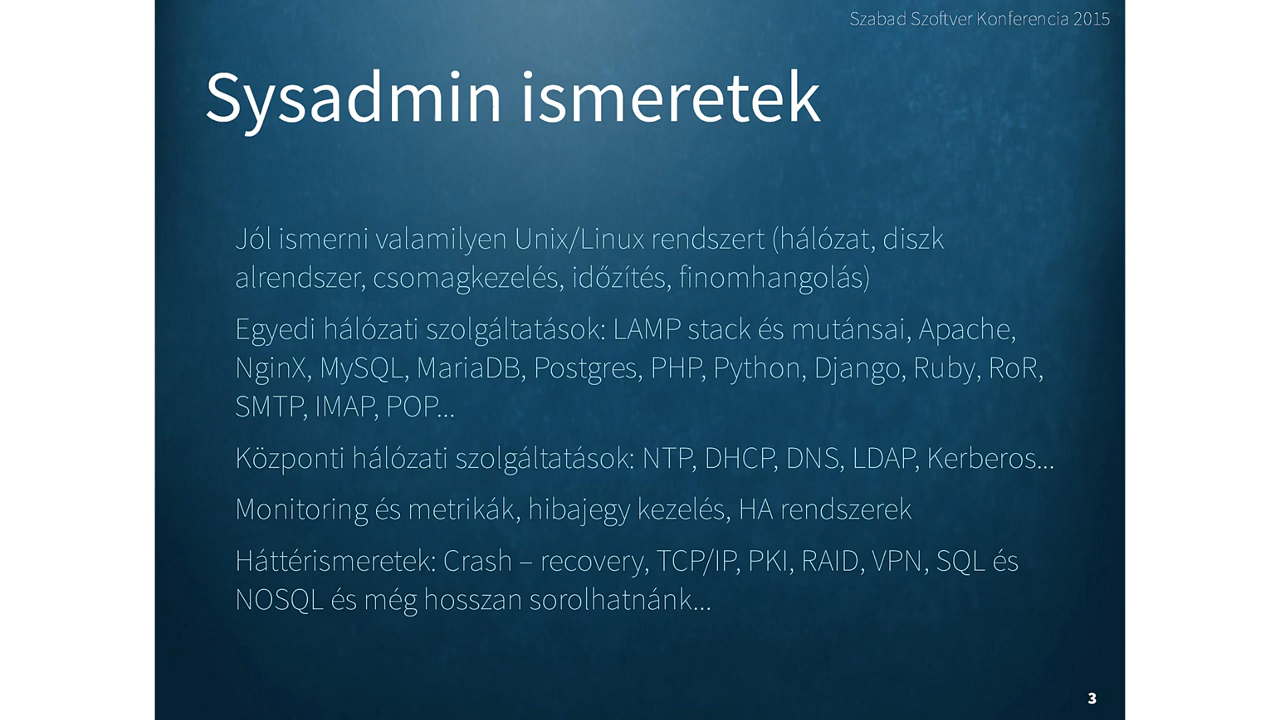 Szabad Szoftver Konferencia 2015
Sysadmin ismeretek
Jól ismerni valamilyen Unix/Linux rendszert (hálózat, diszk
alrendszer, csomagkezelés, időzítés, finomhangolás)
Egyedi hálózati szolgáltatások: LAMP stack és mutánsai, Apache,
NginX, MySQL, MariaDB, Postgres, PHP, Python, Django, Ruby, RoR,
SMTP, IMAP, POP...
Központi hálózati szolgáltatások: NTP, DHCP, DNS, LDAP, Kerberos...
Monitoring és metrikák, hibajegy kezelés, HA rendszerek
Háttérismeretek: Crash – recovery, TCP/IP, PKI, RAID, VPN, SQL és
NOSQL és még hosszan sorolhatnánk...
3